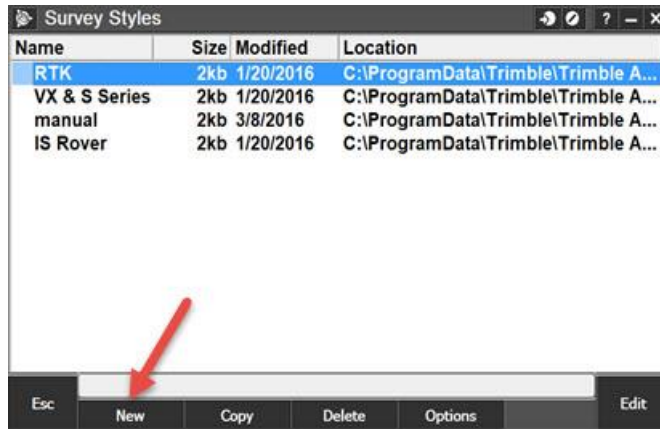 Survey Styles ? – X
Name Size Modified Location
RTK 2kb 1/20/2016 C:\ProgramData\Trimble\Trimble A...
VX & S Series 2kb 1/20/2016 C:\ProgramData\Trimble\Trimble A...
manual 2kb 3/8/2016 C:\ProgramData\Trimble\Trimble A...
IS Rover 2kb 1/20/2016 C:\ProgramData\Trimble\Trimble A...
Esc New Copy Delete Options Edit